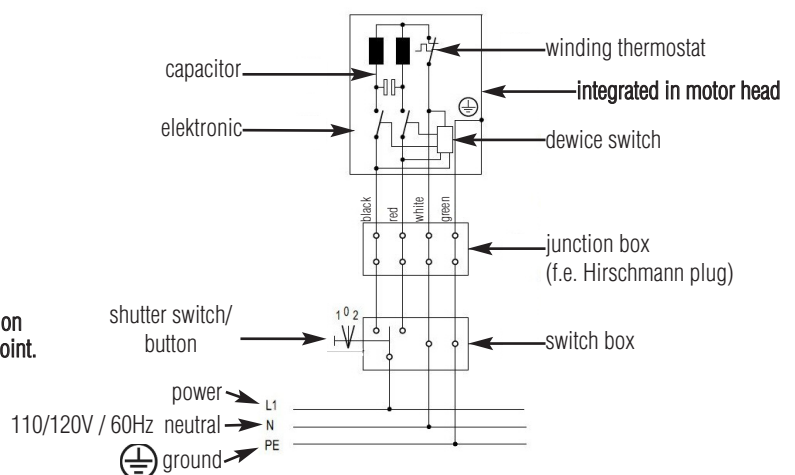 winding thermostat
capacitor
integrated in motor head
elektronic
dewice switch
black
red
white
green
junction box
(f.e. Hirschmann plug)
on
oint.
shutter switch/
button
1 0 2
switch box
power
L1
110/120V / 60Hz neutral
N
PE
ground